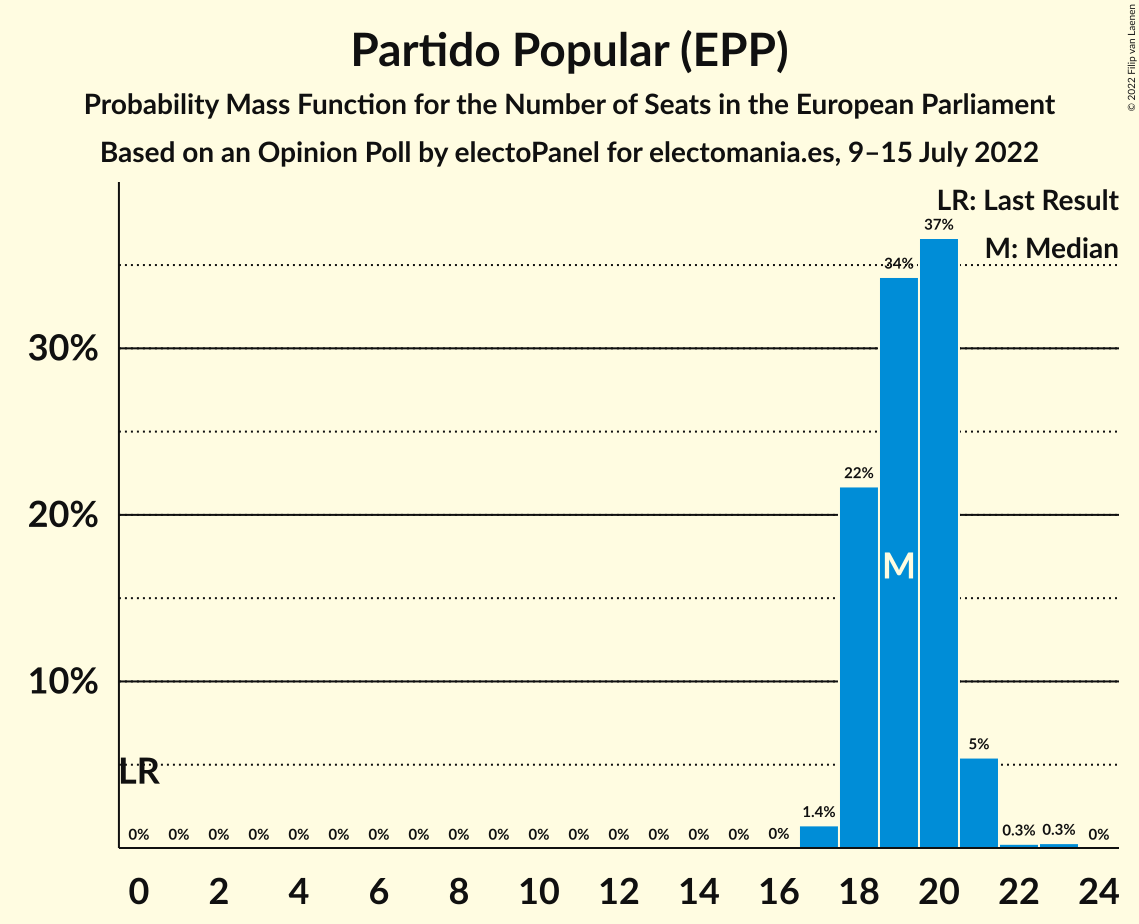 Partido Popular (EPP)
Probability Mass Function for the Number of Seats in the European Parliament
Based on an Opinion Poll by electoPanel for electomania.es, 9–15 July 2022
© 2022 Filip van Laenen
LR: Last Result
M: Median
30%
20%
10%
LR
M
0% 0% 0% 0% 0% 0% 0% 0% 0% 0% 0% 0% 0% 0% 0% 0% 0% 1.4% 22% 34% 37% 5% 0.3% 0.3% 0%
0 2 4 6 8 10 12 14 16 18 20 22 24